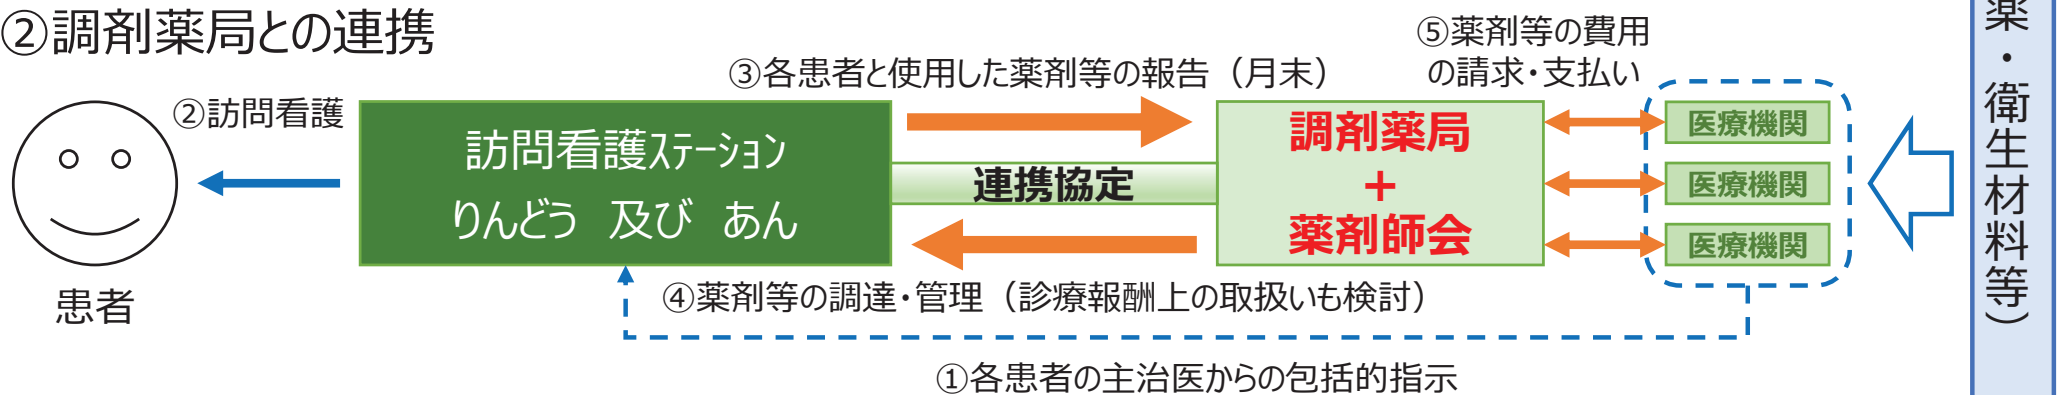 ②調剤薬局との連携
⑤薬剤等の費用
の請求・支払い
③各患者と使用した薬剤等の報告（月末）
②訪問看護
訪問看護ステーション
りんどう　及び　あん
連携協定
調剤薬局
+
薬剤師会
医療機関
医療機関
医療機関
患者
④薬剤等の調達・管理（診療報酬上の取扱いも検討）
①各患者の主治医からの包括的指示
薬・衛生材料等）